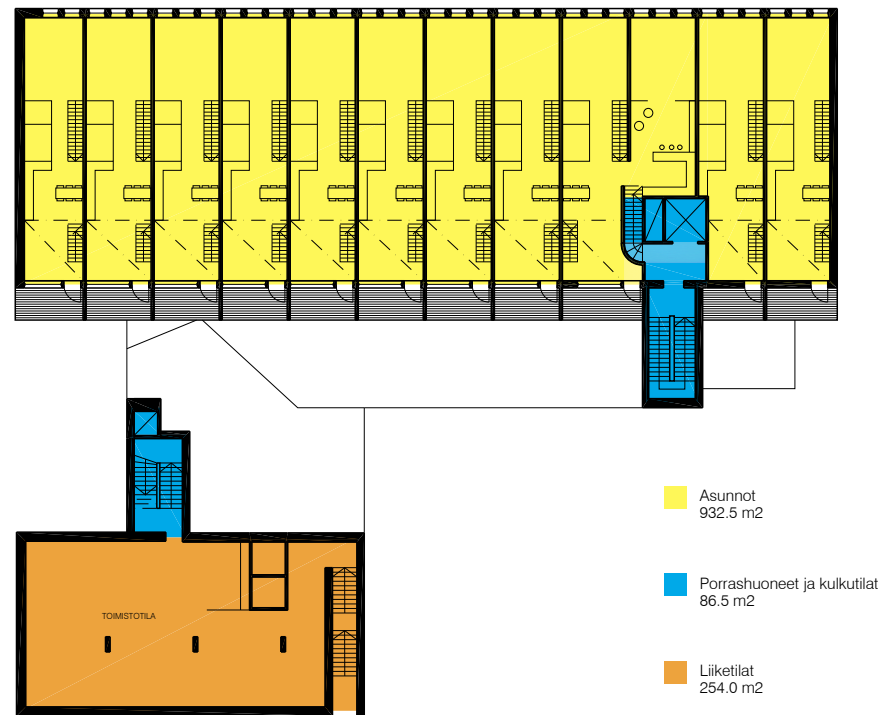 Asunnot
932.5 m2
Porrashuoneet ja kulkutilat
86.5 m2
TOIMISTOTILA
Liiketilat
254.0 m2